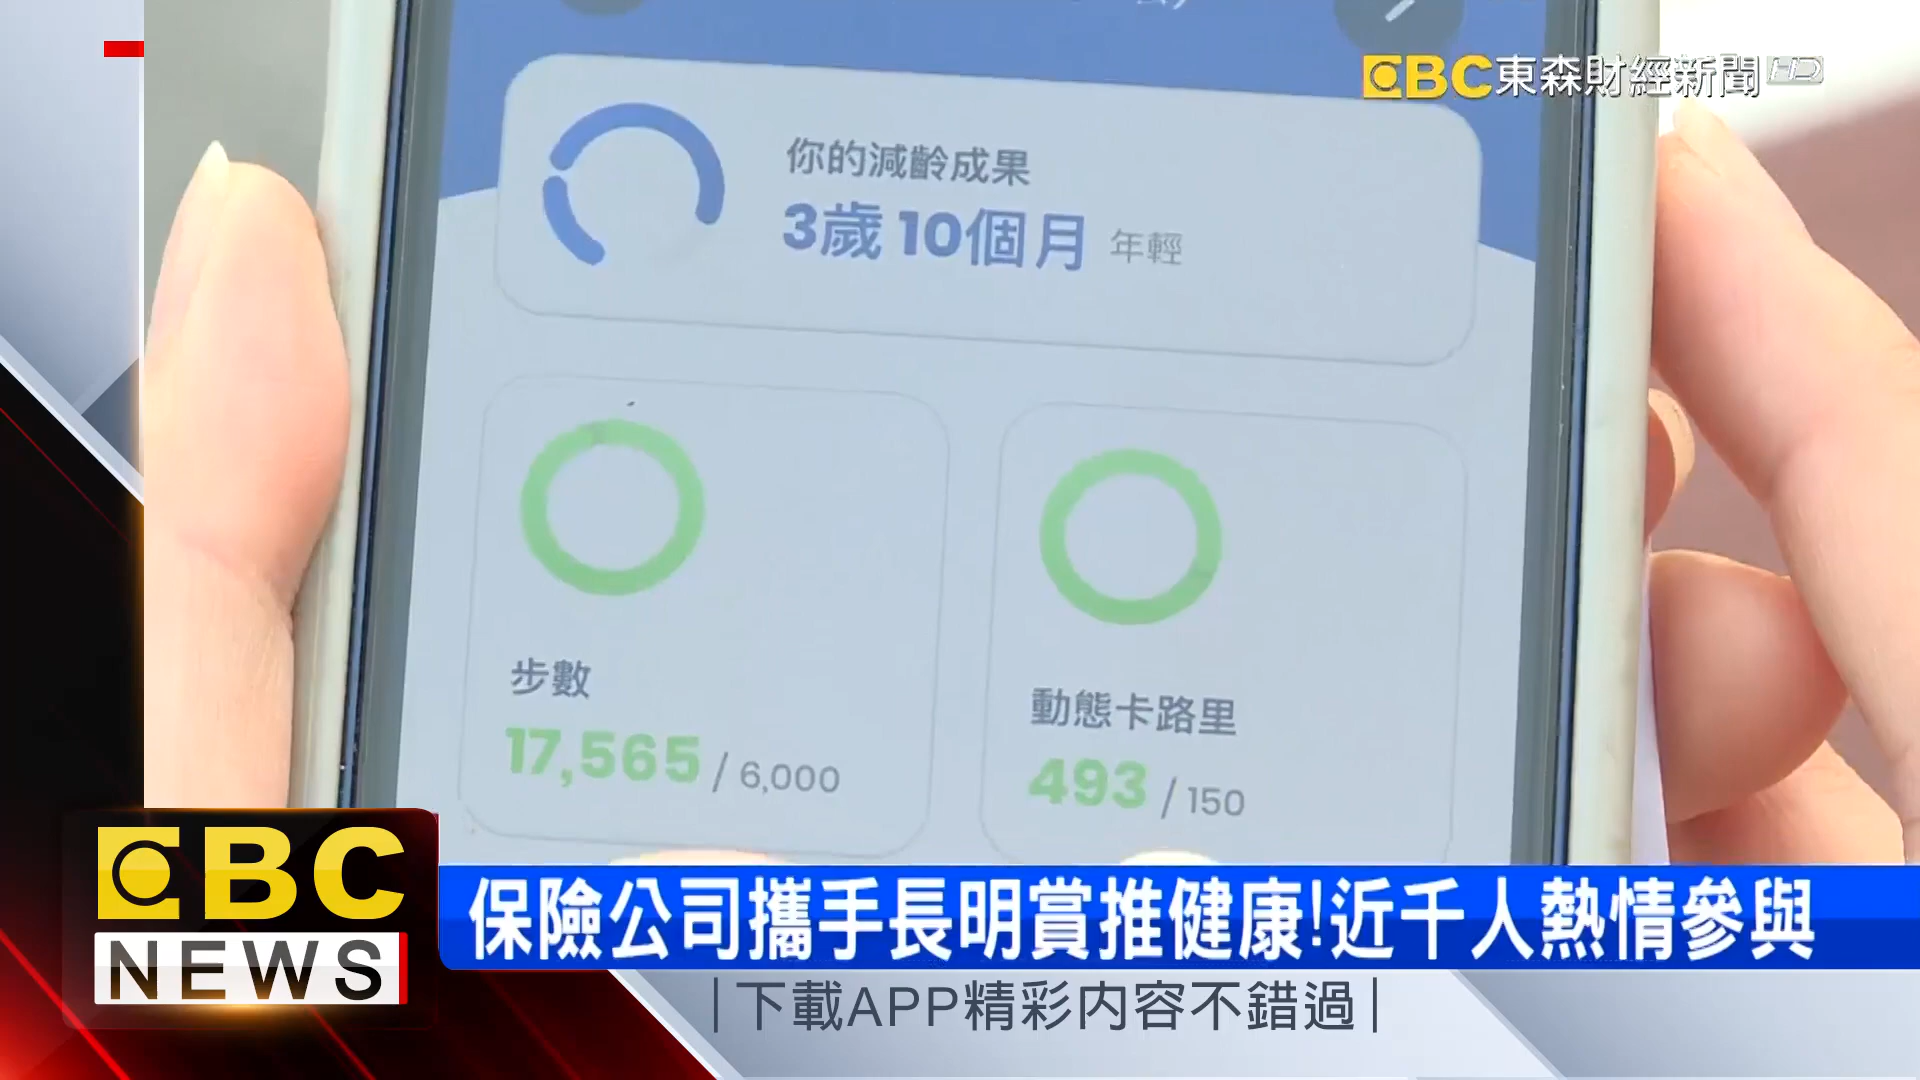 EBC東森財經新聞HD
你的減齡成果
3歲 10個月 年輕
步數
17,565 / 6,000
動態卡路里
493 / 150
EBC
NEWS
保險公司攜手長明賞推健康!近千人熱情參與
|下載APP精彩內容不錯過|